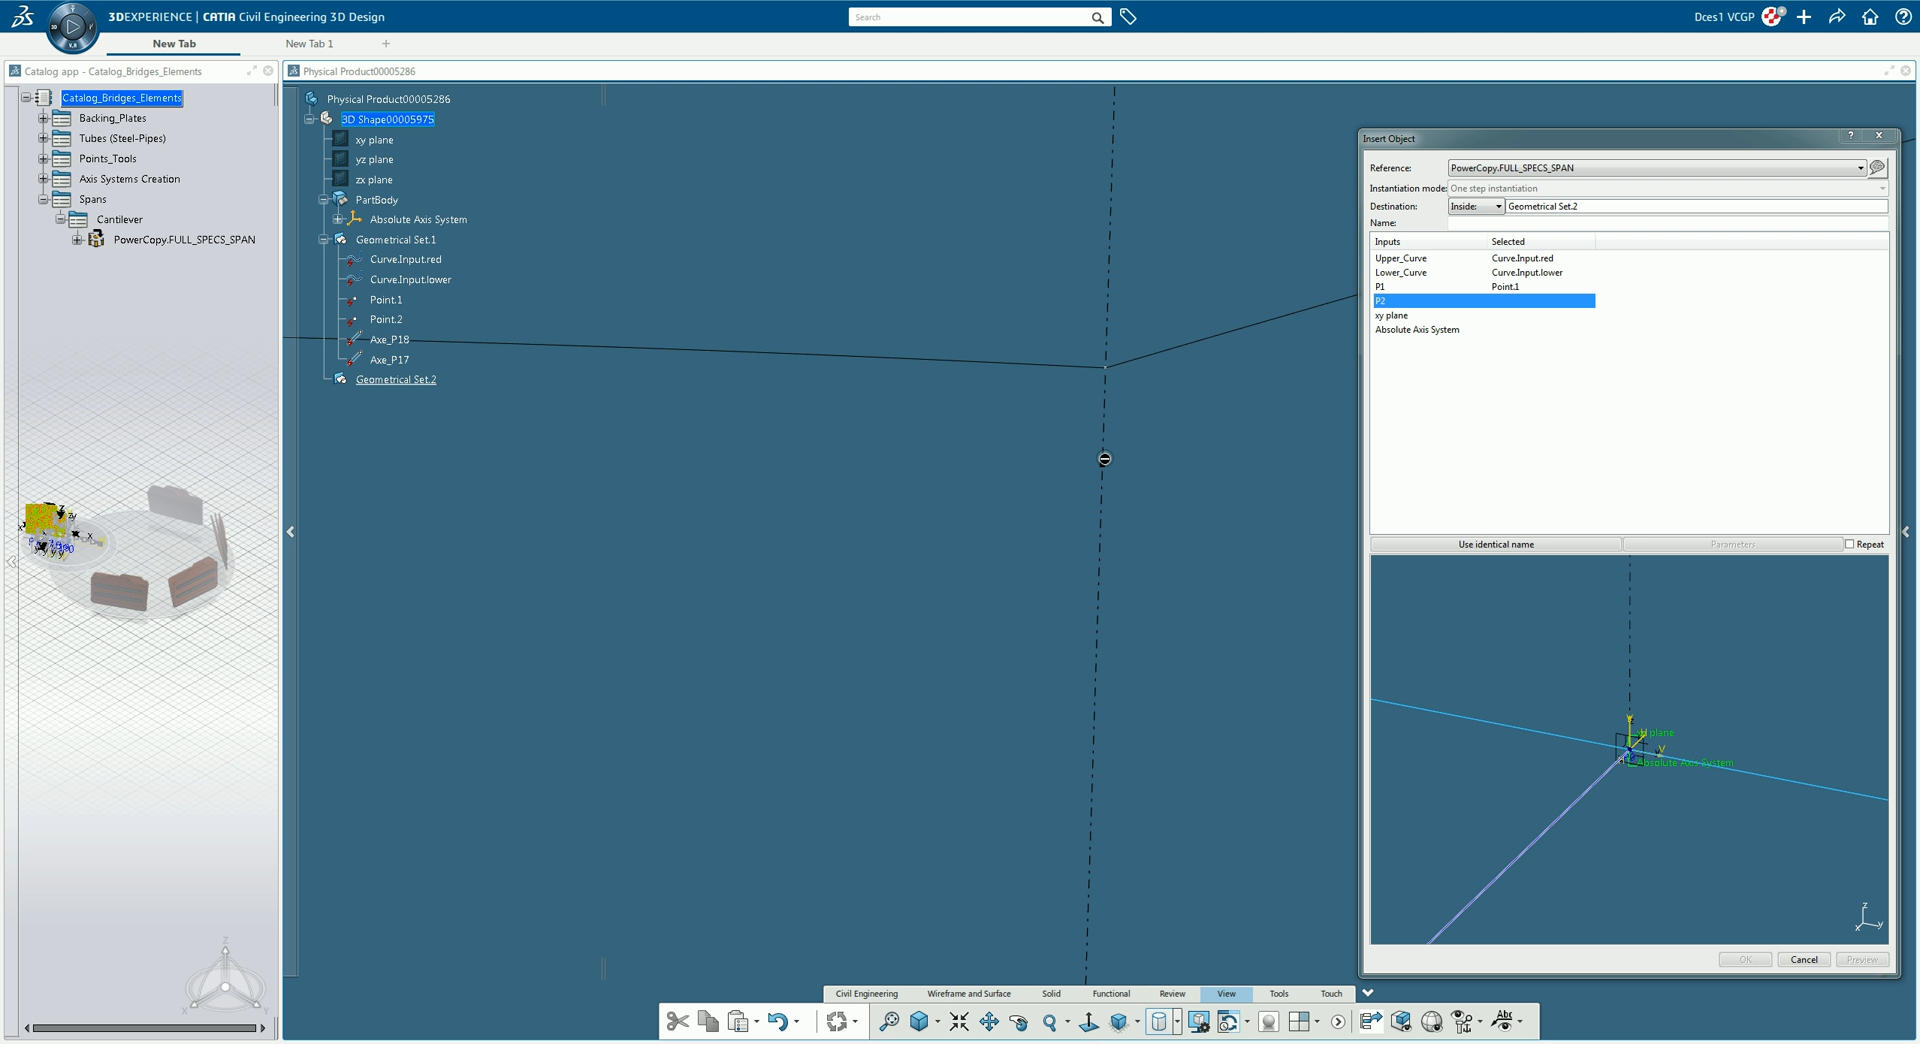 3DEXPERIENCE | CATIA Civil Engineering 3D Design
Search
Dces1 VCGP
V.R
New Tab
New Tab 1
Catalog app - Catalog_Bridges_Elements
Catalog_Bridges_Elements
Backing_Plates
Tubes (Steel-Pipes)
Points_Tools
Axis Systems Creation
Spans
Cantilever
PowerCopy.FULL_SPECS_SPAN
Physical Product00005286
Physical Product00005286
3D Shape00005975
xy plane
yz plane
zx plane
PartBody
Absolute Axis System
Geometrical Set.1
Curve.Input.red
Curve.Input.lower
Point.1
Point.2
Axe_P18
Axe_P17
Geometrical Set.2
Insert Object
Reference: PowerCopy.FULL_SPECS_SPAN
Instantiation mode: One step instantiation
Destination: Inside: Geometrical Set.2
Name:
Inputs Selected
Upper_Curve Curve.Input.red
Lower_Curve Curve.Input.lower
P1 Point.1
P2
xy plane
Absolute Axis System
Use identical name Parameters Repeat
plane
Absolute Axis System
z
x y
OK Cancel Preview
Z
X Y
Civil Engineering Wireframe and Surface Solid Functional Review View Tools Touch
Abc